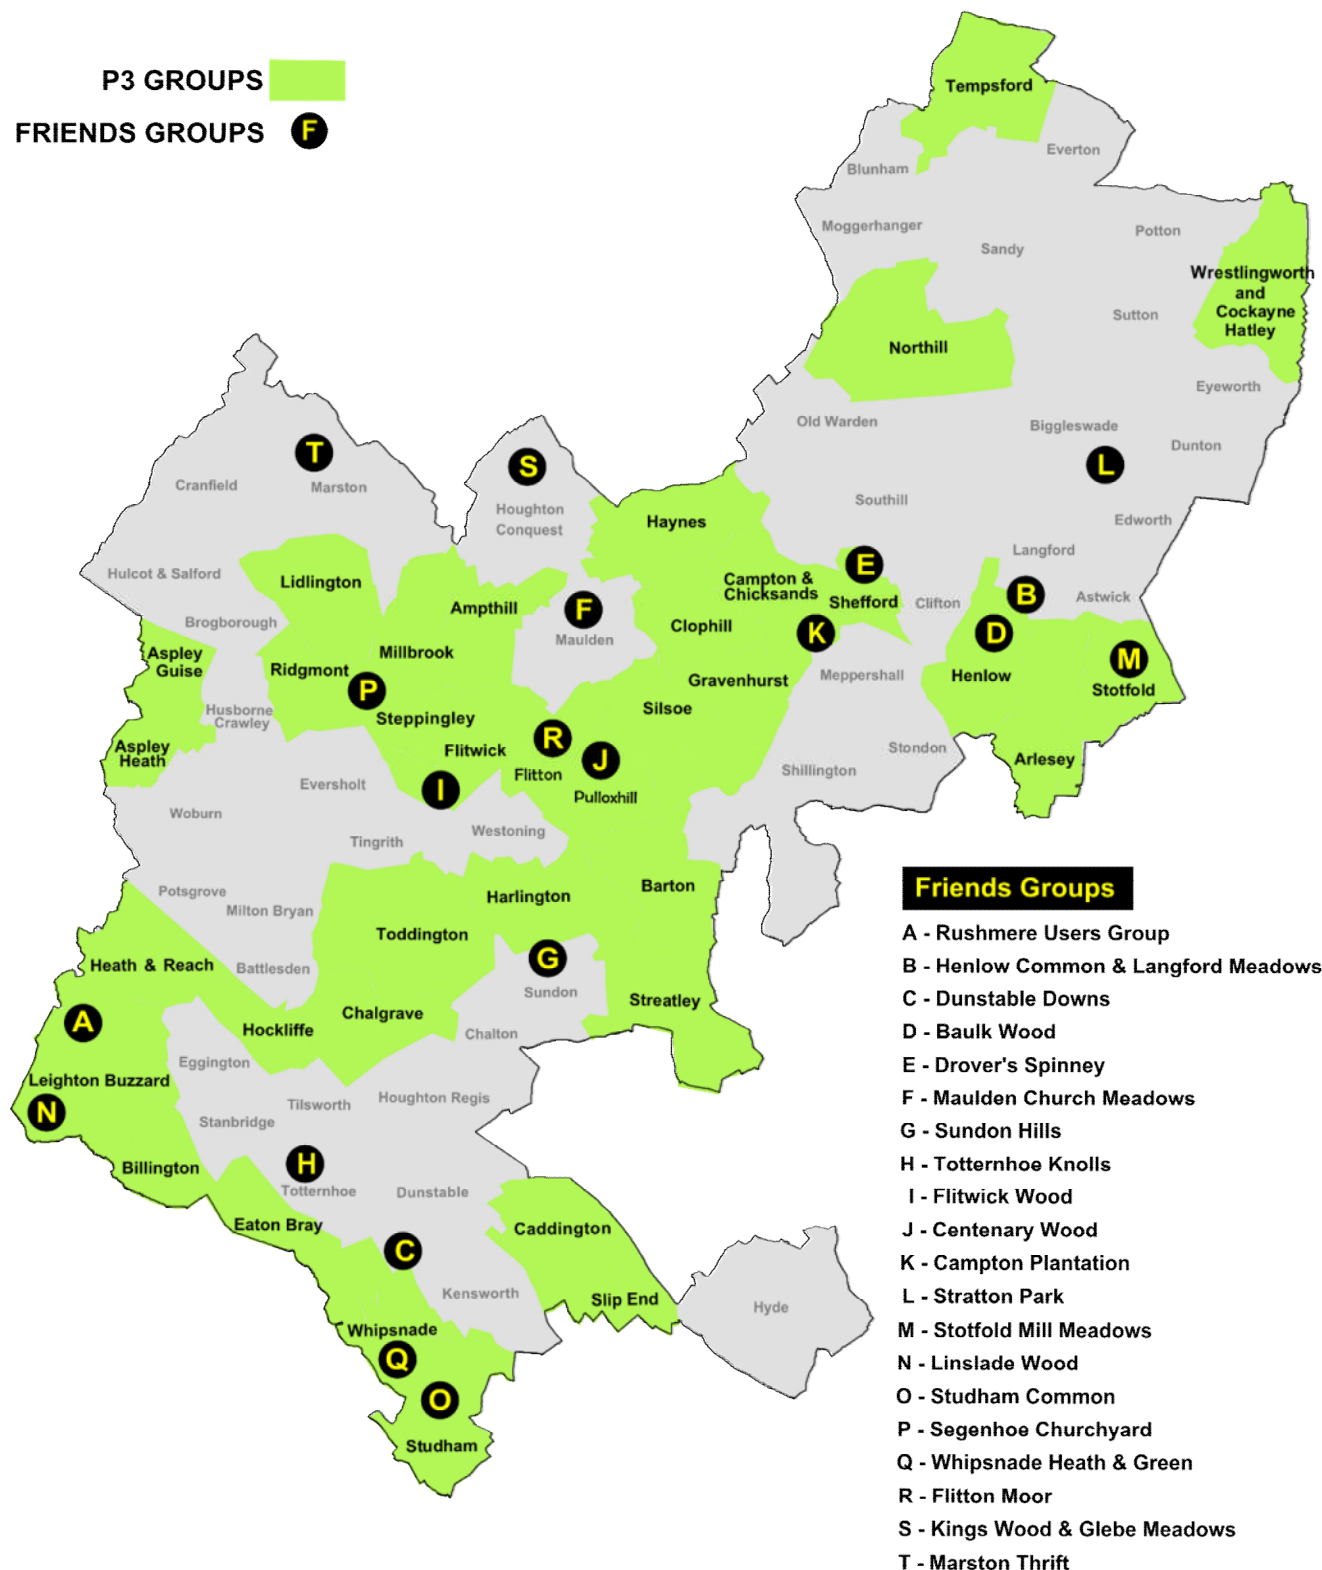 P3 GROUPS
FRIENDS GROUPS F
Tempsford
Everton
Blunham
Moggerhanger
Potton
Sandy
Wrestlingworth
and
Cockayne
Hatley
Sutton
Northill
Eyeworth
Old Warden
Biggleswade
Dunton
L
T
S
Cranfield
Marston
Houghton
Conquest
Southill
Haynes
Edworth
Langford
E
Hulcot & Salford
Lidlington
Campton &
Chicksands
Shefford
Clifton
B
Astwick
Ampthill
F
Maulden
Brogborough
Clophill
K
D
Aspley
Guise
Millbrook
Ridgmont
M
Stotfold
Meppershall
Henlow
Gravenhurst
P
Husborne
Crawley
Silsoe
Steppingley
Aspley
Heath
Flitwick
R
J
Flitton
Stondon
Arlesey
Shillington
Eversholt
I
Pulloxhill
Woburn
Westoning
Tingrith
Potsgrove
Milton Bryan
Harlington
Barton
Toddington
Heath & Reach
Battlesden
G
Sundon
Streatley
A
Chalgrave
Hockliffe
Chalton
Eggington
Leighton Buzzard
N
Tilsworth
Houghton Regis
Stanbridge
Billington
H
Totternhoe
Dunstable
Eaton Bray
Caddington
C
Kensworth
Slip End
Hyde
Whipsnade
Q
O
Studham
Friends Groups
A - Rushmere Users Group
B - Henlow Common & Langford Meadows
C - Dunstable Downs
D - Baulk Wood
E - Drover's Spinney
F - Maulden Church Meadows
G - Sundon Hills
H - Totternhoe Knolls
I - Flitwick Wood
J - Centenary Wood
K - Campton Plantation
L - Stratton Park
M - Stotfold Mill Meadows
N - Linslade Wood
O - Studham Common
P - Segenhoe Churchyard
Q - Whipsnade Heath & Green
R - Flitton Moor
S - Kings Wood & Glebe Meadows
T - Marston Thrift